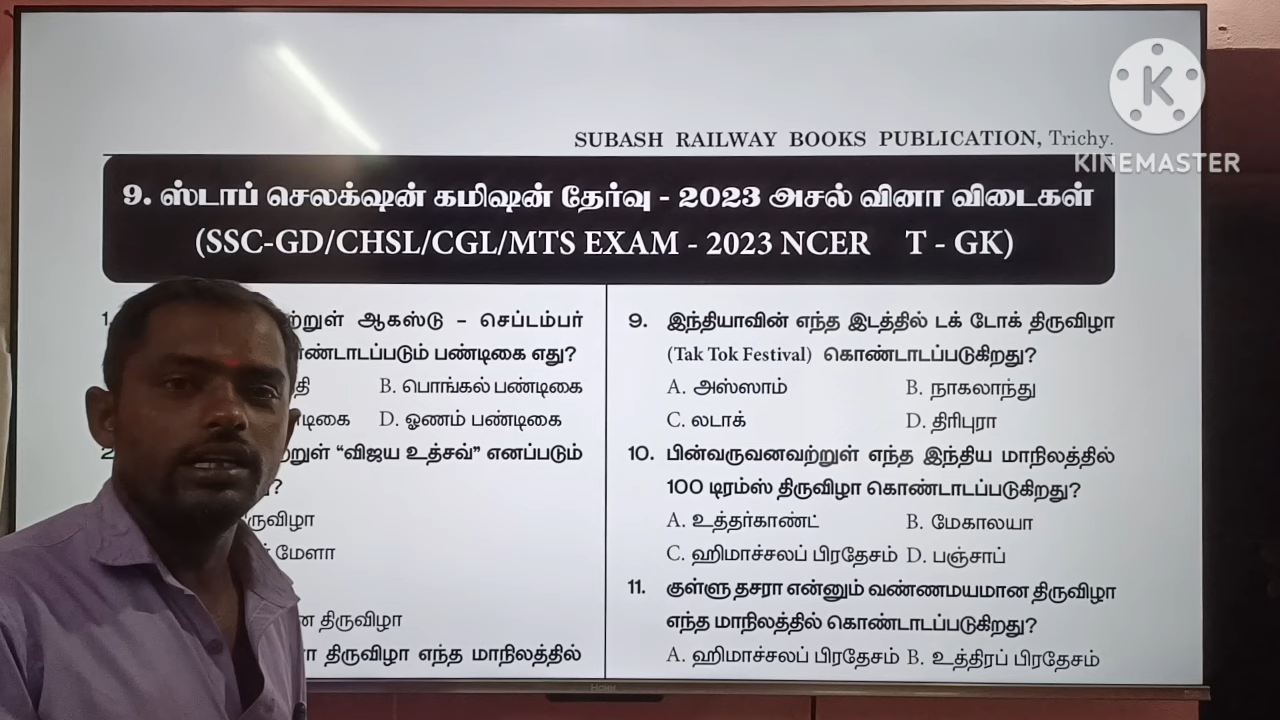 SUBASH RAILWAY BOOKS PUBLICATION, Trichy.
K
KINEMASTER
9. ஸ்டாப் செலக்ஷன் கமிஷன் தேர்வு - 2023 அசல் வினா விடைகள்
(SSC-GD/CHSL/CGL/MTS EXAM - 2023 NCER T - GK)
ஆகஸ்டு – செப்டம்பர்
பண்டிகை எது?
B. பொங்கல் பண்டிகை
D. ஓணம் பண்டிகை
“விஜய உத்சவ்” எனப்படும்
மேளா
திருவிழா
திருவிழா எந்த மாநிலத்தில்
9. இந்தியாவின் எந்த இடத்தில் டக் டோக் திருவிழா
(Tak Tok Festival) கொண்டாடப்படுகிறது?
A. அஸ்ஸாம் B. நாகலாந்து
C. லடாக் D. திரிபுரா
10. பின்வருவனவற்றுள் எந்த இந்திய மாநிலத்தில்
100 டிரம்ஸ் திருவிழா கொண்டாடப்படுகிறது?
A. உத்தர்காண்ட் B. மேகாலயா
C. ஹிமாச்சலப் பிரதேசம் D. பஞ்சாப்
11. குள்ளு தசரா என்னும் வண்ணமயமான திருவிழா
எந்த மாநிலத்தில் கொண்டாடப்படுகிறது?
A. ஹிமாச்சலப் பிரதேசம் B. உத்திரப் பிரதேசம்
Haier